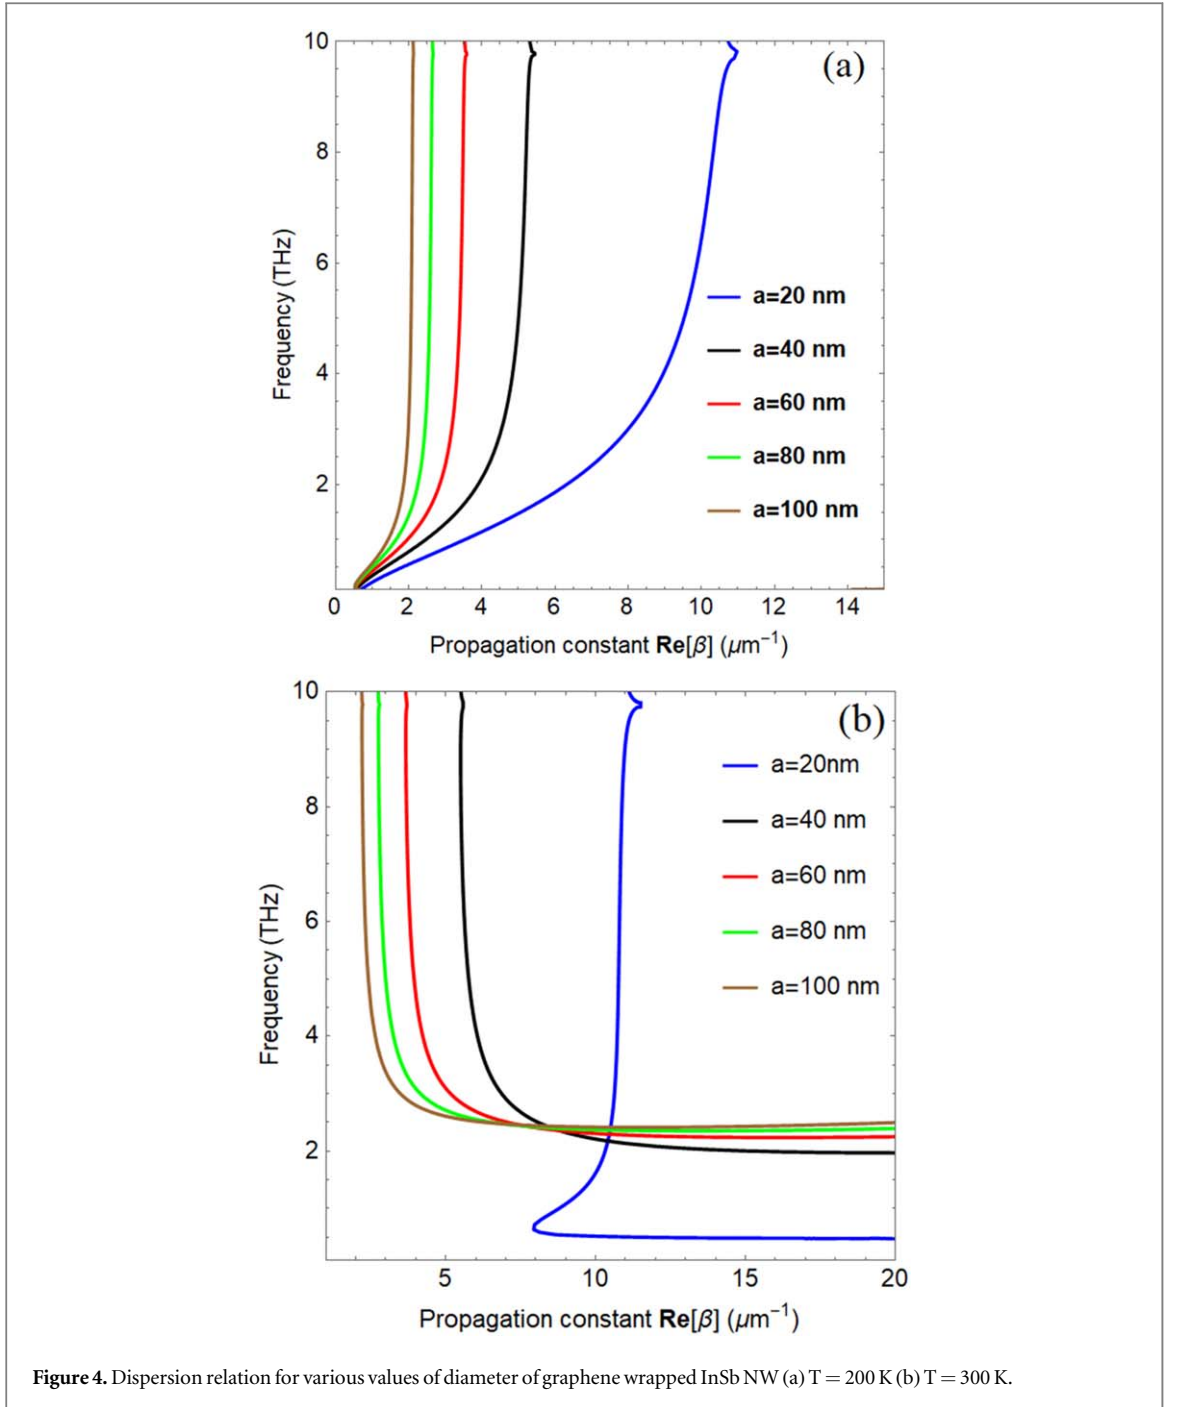 (a)
10
8
6
4
2
Frequency (THz)
a=20 nm
a=40 nm
a=60 nm
a=80 nm
a=100 nm
0 2 4 6 8 10 12 14
Propagation constant Re[β] (μm⁻¹)
(b)
10
8
6
4
2
Frequency (THz)
a=20nm
a=40 nm
a=60 nm
a=80 nm
a=100 nm
5 10 15 20
Propagation constant Re[β] (μm⁻¹)
Figure 4. Dispersion relation for various values of diameter of graphene wrapped InSb NW (a) T = 200 K (b) T = 300 K.